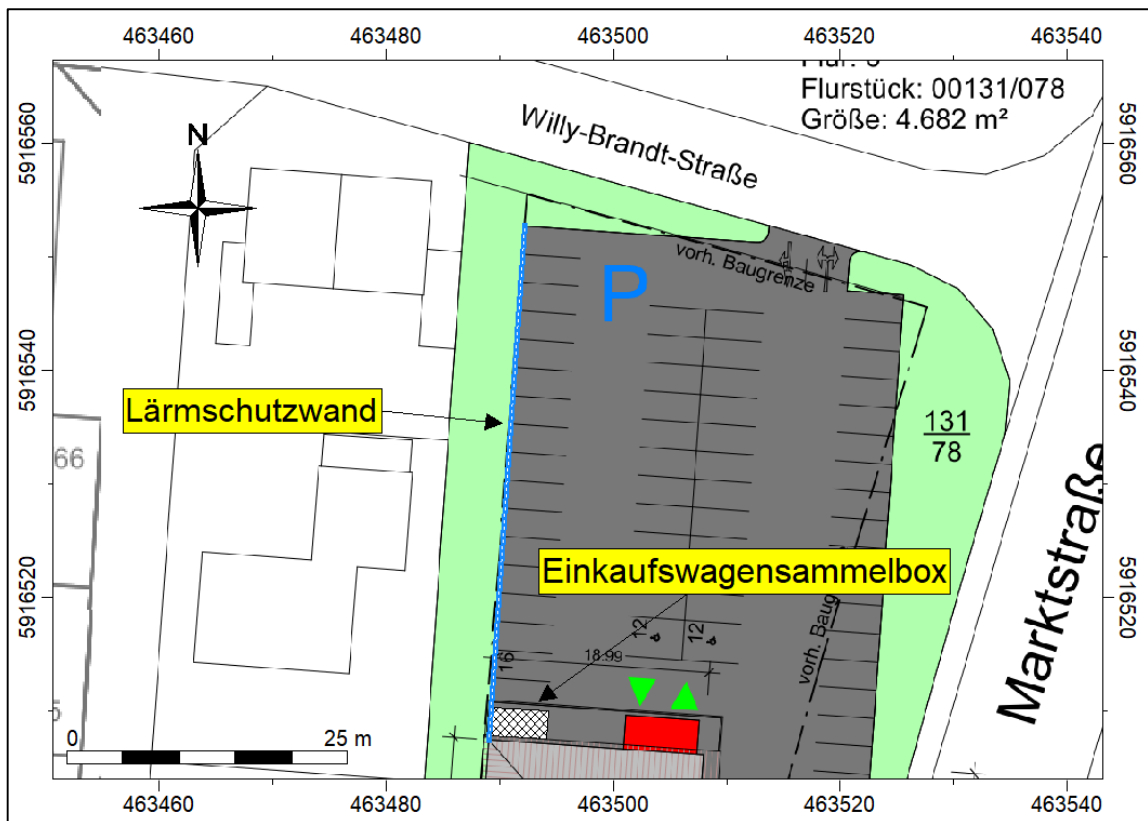 463460
463480
463500
463520
463540
Flurstück: 00131/078
Größe: 4.682 m²
Willy-Brandt-Straße
5916560
5916560
N
vorh. Baugrenze
P
5916540
5916540
Lärmschutzwand
131
78
66
Einkaufswagensammelbox
Marktstraße
5916520
5916520
vorh. Baug
12
12
18.99
16
0
25 m
463460
463480
463500
463520
463540